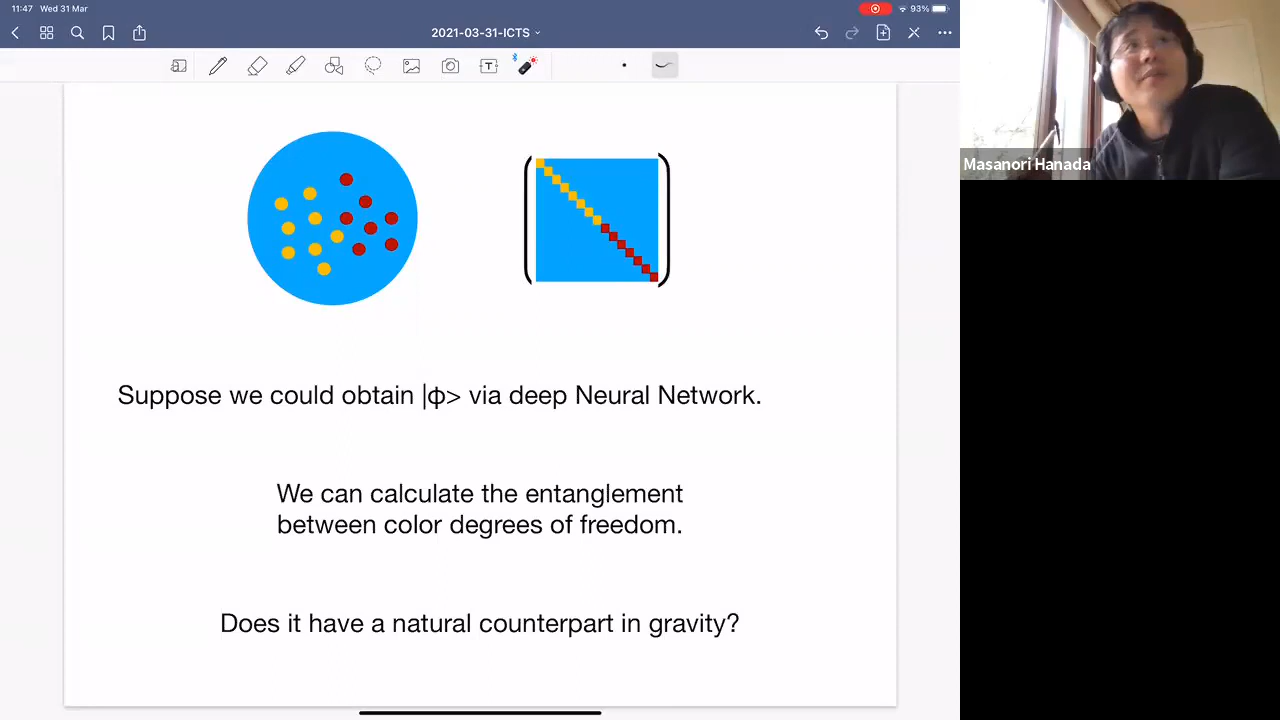 11:47 Wed 31 Mar
93%
2021-03-31-ICTS
T
Masanori Hanada
Suppose we could obtain |ϕ> via deep Neural Network.
We can calculate the entanglement
between color degrees of freedom.
Does it have a natural counterpart in gravity?